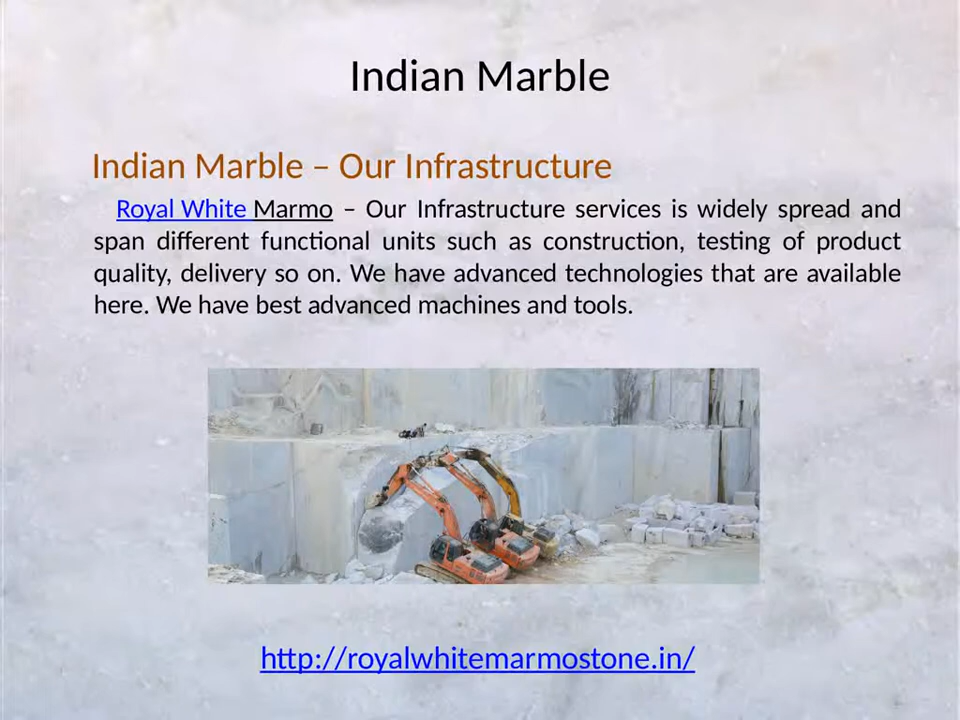 Indian Marble
Indian Marble – Our Infrastructure
Royal White Marmo – Our Infrastructure services is widely spread and
span different functional units such as construction, testing of product
quality, delivery so on. We have advanced technologies that are available
here. We have best advanced machines and tools.
http://royalwhitemarmostone.in/